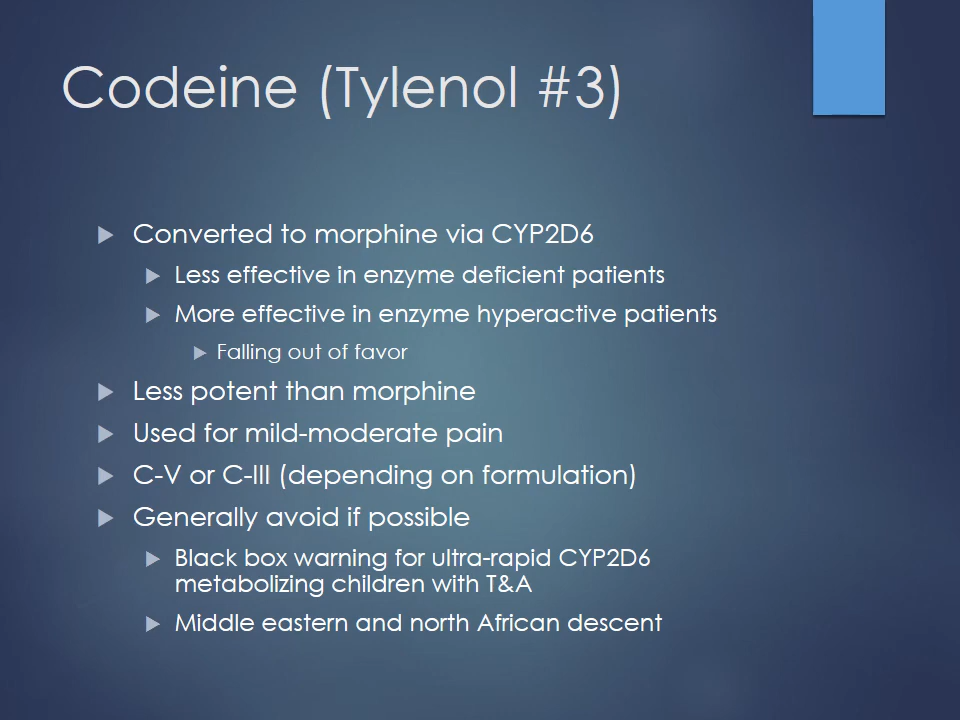 Codeine (Tylenol #3)
Converted to morphine via CYP2D6
Less effective in enzyme deficient patients
More effective in enzyme hyperactive patients
Falling out of favor
Less potent than morphine
Used for mild-moderate pain
C-V or C-III (depending on formulation)
Generally avoid if possible
Black box warning for ultra-rapid CYP2D6
metabolizing children with T&A
Middle eastern and north African descent